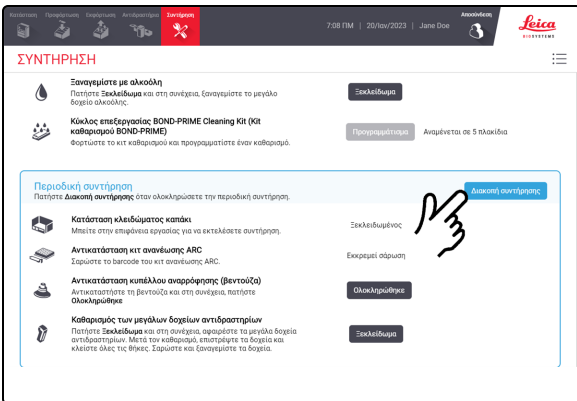 Κατάσταση Προφόρτωση Εκφόρτωση Αντιδραστήρια Συντήρηση
7:08 ΠΜ | 20/Ιαν/2023 | Jane Doe
Αποσύνδεση
Leica
BIOSYSTEMS
ΣΥΝΤΗΡΗΣΗ
Ξαναγεμίστε με αλκοόλη
Πατήστε Ξεκλείδωμα και στη συνέχεια, ξαναγεμίστε το μεγάλο
δοχείο αλκοόλης.
Ξεκλείδωμα
Κύκλος επεξεργασίας BOND-PRIME Cleaning Kit (Kit
καθαρισμού BOND-PRIME)
Φορτώστε το κιτ καθαρισμού και προγραμματίστε έναν καθαρισμό.
Προγραμμάτισμα Αναμένεται σε 5 πλακίδια
Περιοδική συντήρηση
Πατήστε Διακοπή συντήρησης όταν ολοκληρώσετε την περιοδική συντήρηση.
Διακοπή συντήρησης
Κατάσταση κλειδώματος καπάκι
Μπείτε στην επιφάνεια εργασίας για να εκτελέσετε συντήρηση.
Ξεκλειδωμένος
Αντικατάσταση κιτ ανανέωσης ARC
Σαρώστε το barcode του κιτ ανανέωσης ARC.
Εκκρεμεί σάρωση
Αντικατάσταση κυπέλλου αναρρόφησης (βεντούζα)
Αντικαταστήστε τη βεντούζα και στη συνέχεια, πατήστε
Ολοκληρώθηκε
Ολοκληρώθηκε
Καθαρισμός των μεγάλων δοχείων αντιδραστηρίων
Πατήστε Ξεκλείδωμα και στη συνέχεια, αφαιρέστε τα μεγάλα δοχεία
αντιδραστηρίων. Μετά τον καθαρισμό, επιστρέψτε τα δοχεία και
κλείστε όλες τις θήκες. Σαρώστε και ξαναγεμίστε τα δοχεία.
Ξεκλείδωμα